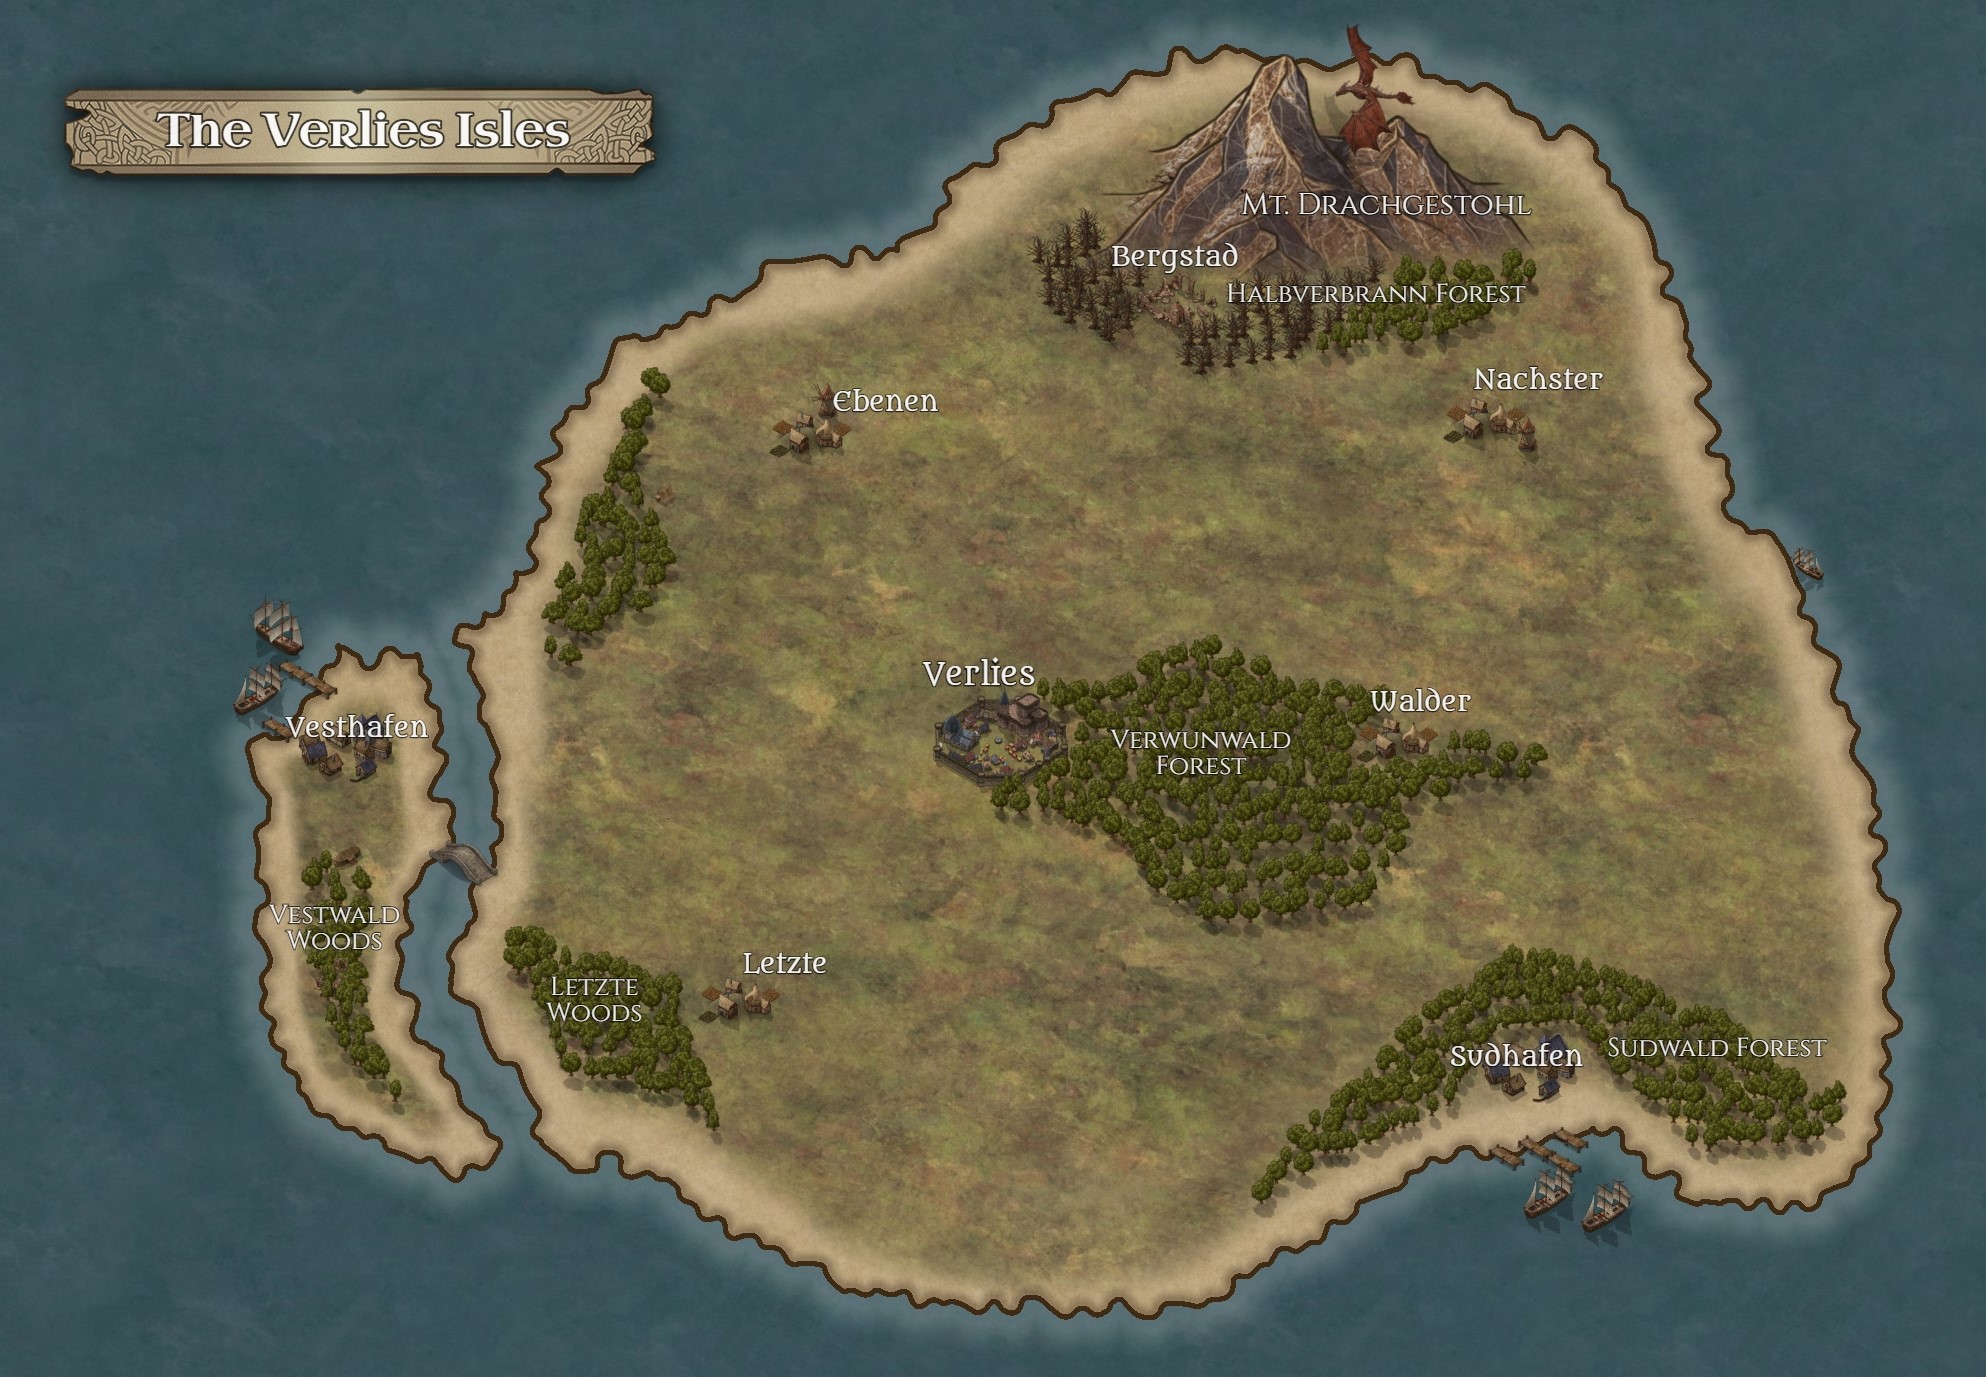 The Verlies Isles
Mt. Drachgestohl
Bergstad
Halbverbrann Forest
Nachster
Ebenen
Verlies
Walder
Vesthafen
Verwunwald
Forest
Vestwald
Woods
Letzte
Letzte
Woods
Sudhafen
Sudwald Forest